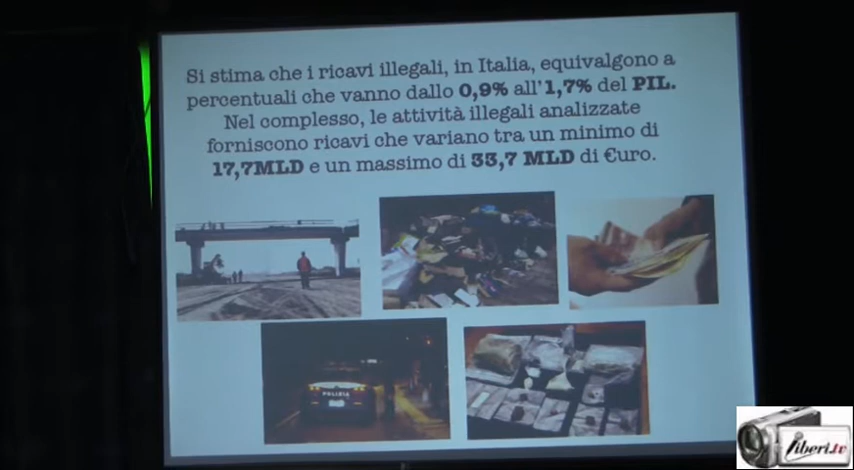 Si stima che i ricavi illegali, in Italia, equivalgono a
percentuali che vanno dallo 0,9% all'1,7% del PIL.
Nel complesso, le attività illegali analizzate
forniscono ricavi che variano tra un minimo di
17,7MLD e un massimo di 33,7 MLD di €uro.
POLIZIA
liberi.tv